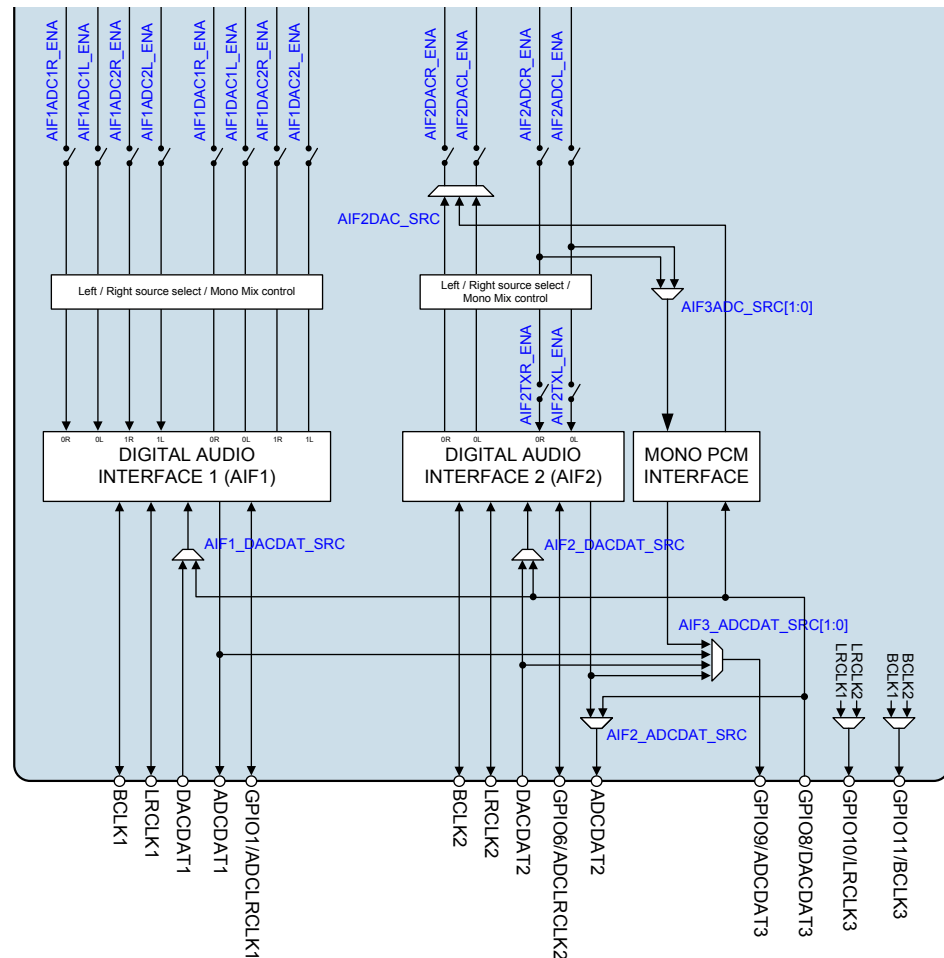 AIF1ADC1R_ENA
AIF1ADC1L_ENA
AIF1ADC2R_ENA
AIF1ADC2L_ENA
AIF1DAC1R_ENA
AIF1DAC1L_ENA
AIF1DAC2R_ENA
AIF1DAC2L_ENA
AIF2DACR_ENA
AIF2DACL_ENA
AIF2ADCR_ENA
AIF2ADCL_ENA
AIF2DAC_SRC
Left / Right source select / Mono Mix control
Left / Right source select /
Mono Mix control
AIF3ADC_SRC[1:0]
AIF2TXR_ENA
AIF2TXL_ENA
0R
0L
1R
1L
0R
0L
1R
1L
DIGITAL AUDIO
INTERFACE 1 (AIF1)
0R
0L
0R
0L
DIGITAL AUDIO
INTERFACE 2 (AIF2)
MONO PCM
INTERFACE
AIF1_DACDAT_SRC
AIF2_DACDAT_SRC
AIF3_ADCDAT_SRC[1:0]
LRCLK1
LRCLK2
BCLK1
BCLK2
AIF2_ADCDAT_SRC
BCLK1
LRCLK1
DACDAT1
ADCDAT1
GPIO1/ADCLRCLK1
BCLK2
LRCLK2
DACDAT2
GPIO6/ADCLRCLK2
ADCDAT2
GPIO9/ADCDAT3
GPIO8/DACDAT3
GPIO10/LRCLK3
GPIO11/BCLK3